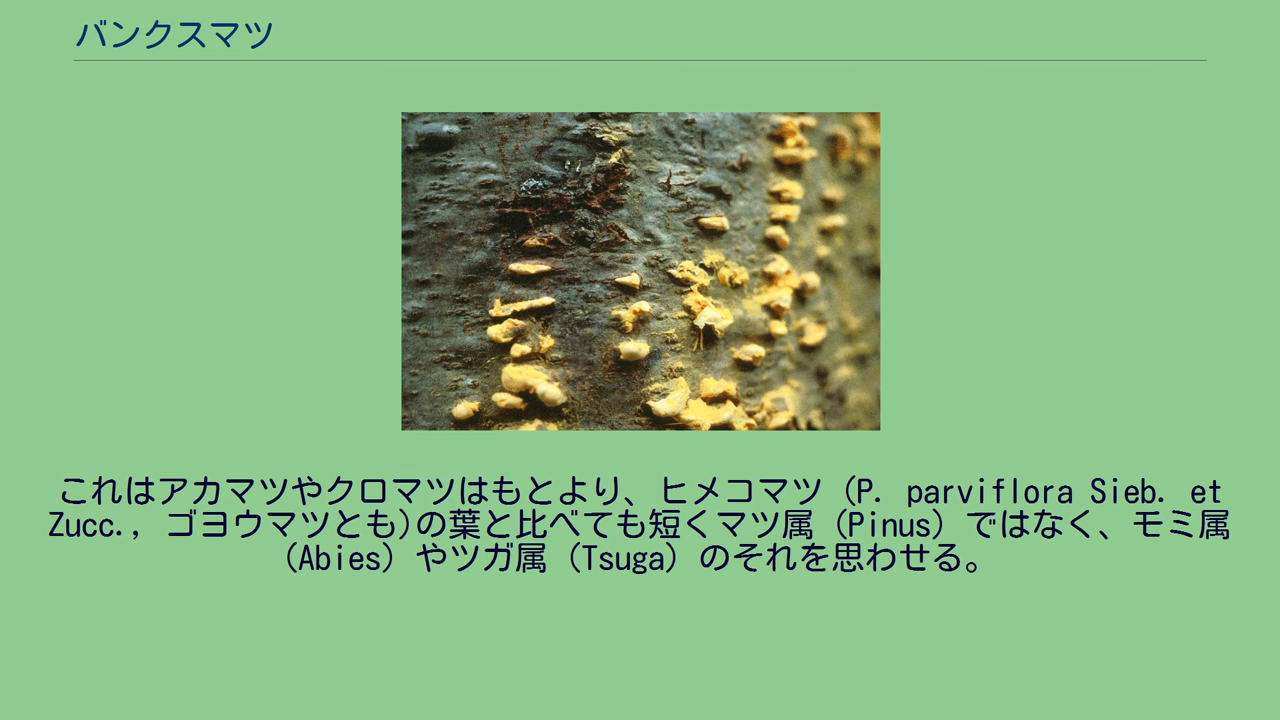 バンクスマツ
これはアカマツやクロマツはもとより、ヒメコマツ（P. parviflora Sieb. et
Zucc., ゴヨウマツとも)の葉と比べても短くマツ属（Pinus）ではなく、モミ属
（Abies）やツガ属（Tsuga）のそれを思わせる。